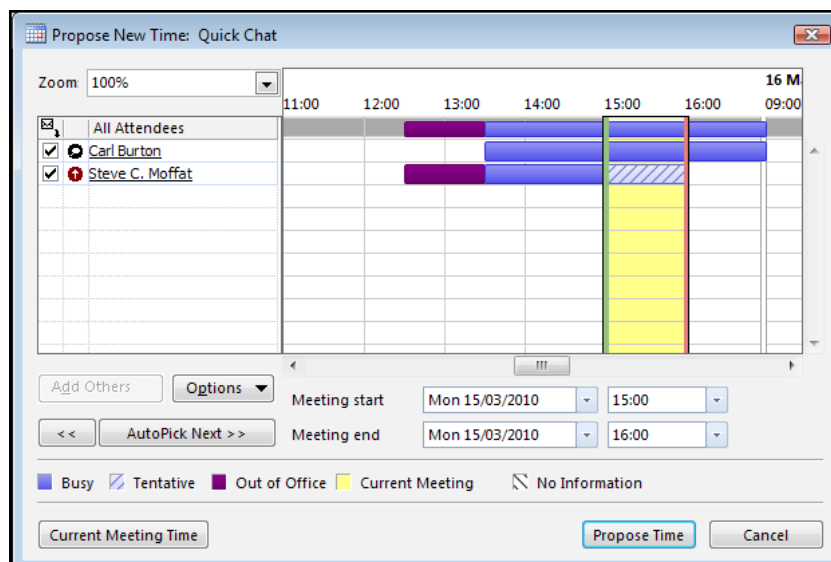 Propose New Time: Quick Chat
Zoom: 100%
16 M
11:00 12:00 13:00 14:00 15:00 16:00 09:00
All Attendees
Carl Burton
Steve C. Moffat
Add Others Options
Meeting start Mon 15/03/2010 15:00
<< AutoPick Next >>
Meeting end Mon 15/03/2010 16:00
Busy Tentative Out of Office Current Meeting No Information
Current Meeting Time Propose Time Cancel